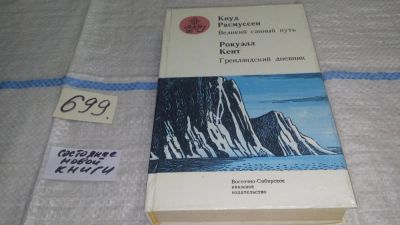 Кнуд
Расмуссен
Великий санный путь
Рокуэлл
Кент
Гренландский дневник
Восточно-Сибирское
книжное
издательство
699.
состояние
новой
книги